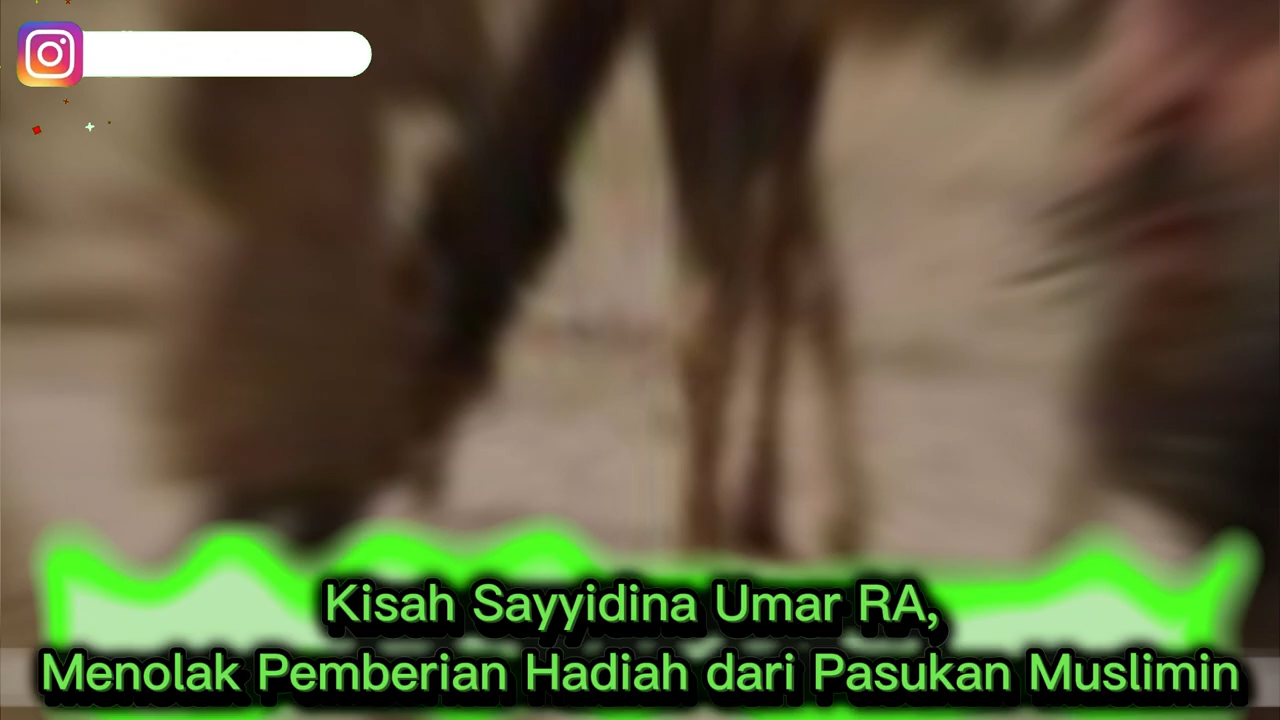 Kisah Sayyidina Umar RA,
Menolak Pemberian Hadiah dari Pasukan Muslimin